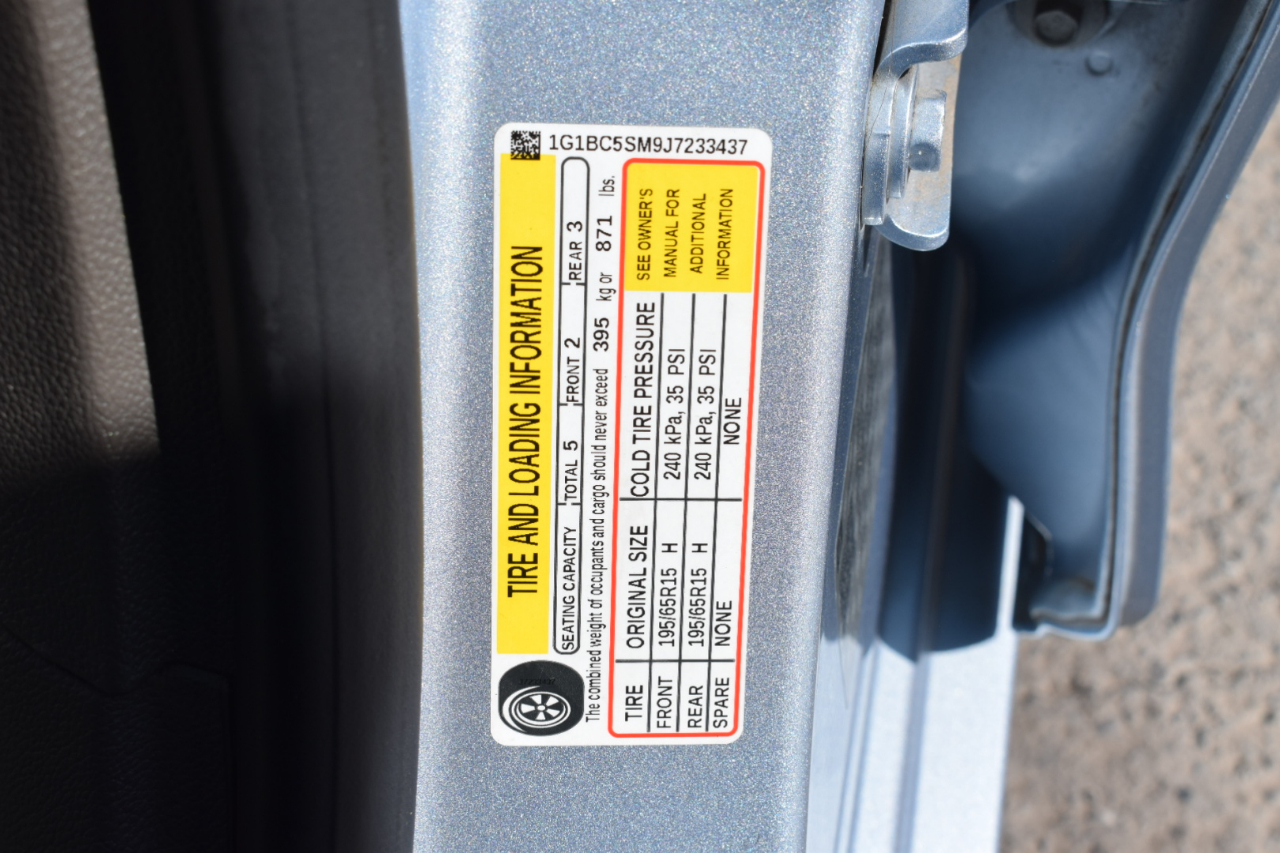 1G1BC5SM9J7233437
TIRE AND LOADING INFORMATION
SEATING CAPACITY TOTAL 5 FRONT 2 REAR 3
The combined weight of occupants and cargo should never exceed 395 kg or 871 lbs.
TIRE ORIGINAL SIZE COLD TIRE PRESSURE
FRONT 195/65R15 H 240 kPa, 35 PSI
REAR 195/65R15 H 240 kPa, 35 PSI
SPARE NONE NONE
SEE OWNER'S
MANUAL FOR
ADDITIONAL
INFORMATION